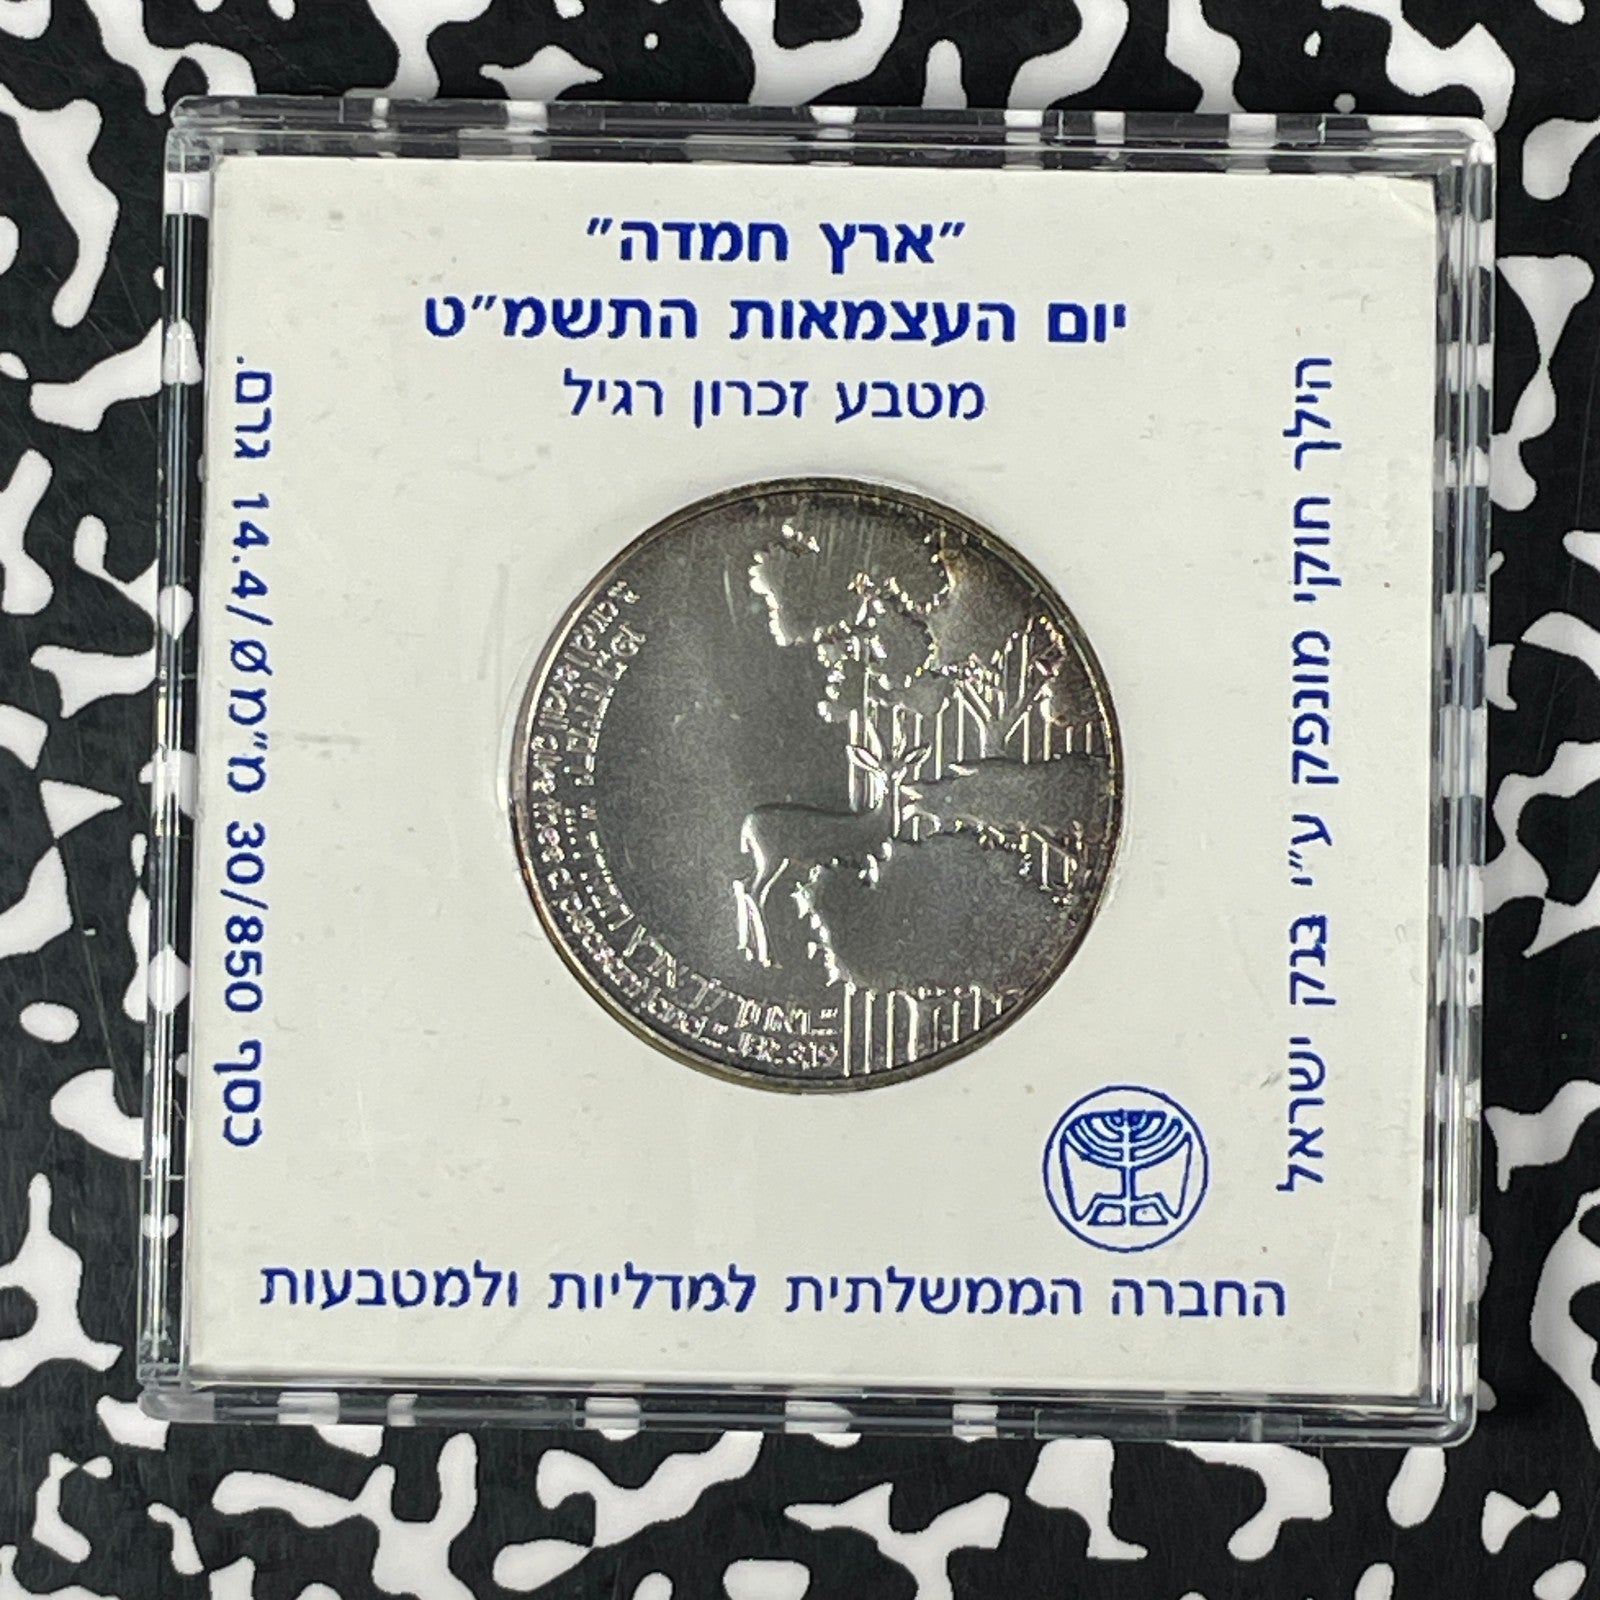 "ארץ חמדה"
יום העצמאות התשמ"ט
מטבע זכרון רגיל
הילך חוקי מונפק ע"י בנק ישראל
כסף 30/850 מ"מ ø/14.4 גרם.
החברה הממשלתית למדליות ולמטבעות